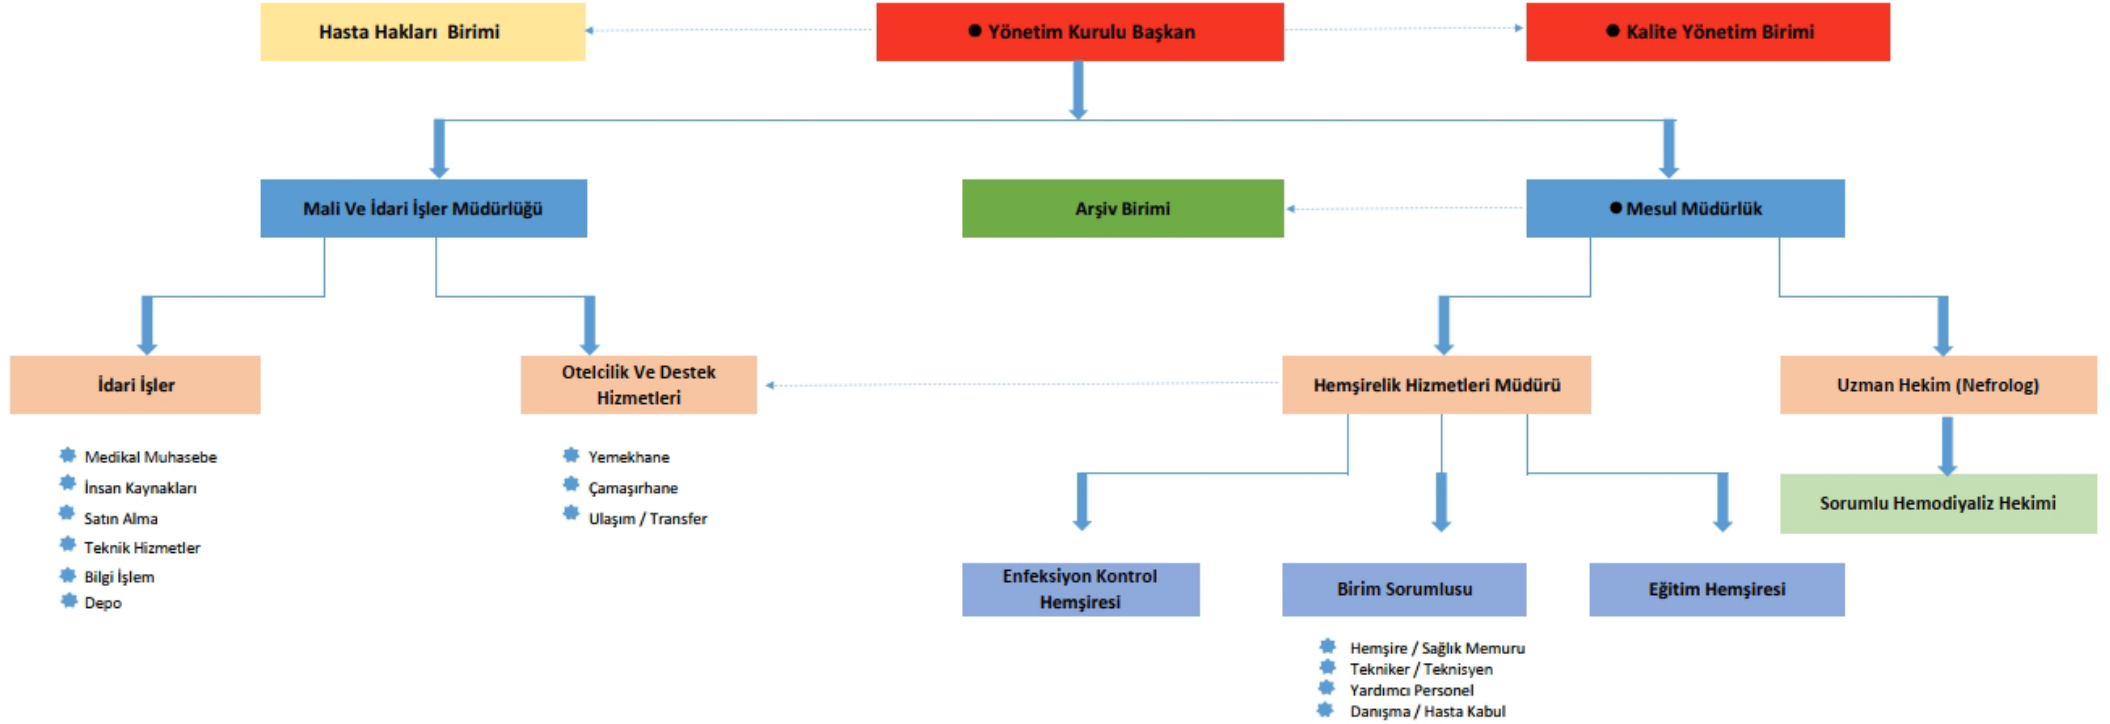 Hasta Hakları Birimi
● Yönetim Kurulu Başkan
● Kalite Yönetim Birimi
Mali Ve İdari İşler Müdürlüğü
Arşiv Birimi
● Mesul Müdürlük
İdari İşler
Otelcilik Ve Destek
Hizmetleri
Hemşirelik Hizmetleri Müdürü
Uzman Hekim (Nefrolog)
Medikal Muhasebe
İnsan Kaynakları
Satın Alma
Teknik Hizmetler
Bilgi İşlem
Depo
Yemekhane
Çamaşırhane
Ulaşım / Transfer
Sorumlu Hemodiyaliz Hekimi
Enfeksiyon Kontrol
Hemşiresi
Birim Sorumlusu
Eğitim Hemşiresi
Hemşire / Sağlık Memuru
Tekniker / Teknisyen
Yardımcı Personel
Danışma / Hasta Kabul